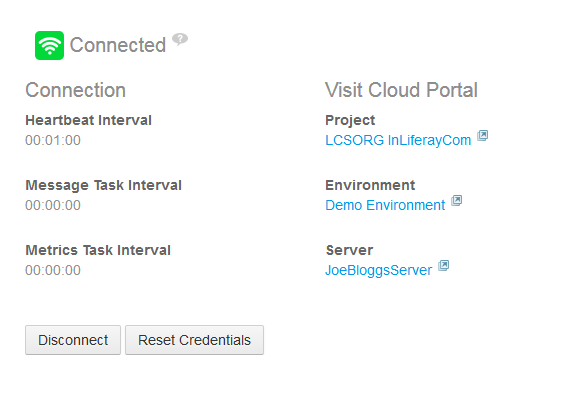 Connected ?
Connection
Heartbeat Interval
00:01:00
Message Task Interval
00:00:00
Metrics Task Interval
00:00:00
Visit Cloud Portal
Project
LCSORG InLiferayCom
Environment
Demo Environment
Server
JoeBloggsServer
Disconnect
Reset Credentials